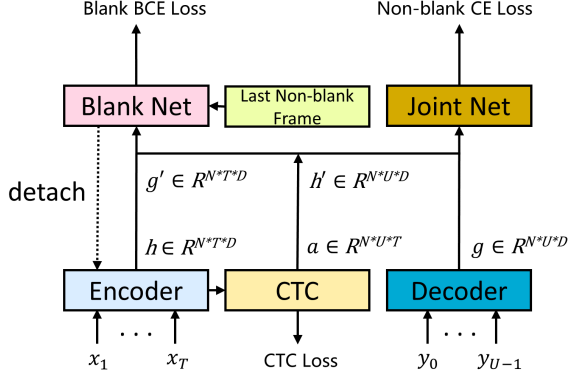 Blank BCE Loss
Non-blank CE Loss
Blank Net
Last Non-blank
Frame
Joint Net
detach
g′ ∈ R^{N*T*D}
h′ ∈ R^{N*U*D}
h ∈ R^{N*T*D}
a ∈ R^{N*U*T}
g ∈ R^{N*U*D}
Encoder
CTC
Decoder
x_1 · · · x_T
CTC Loss
y_0 · · · y_{U−1}